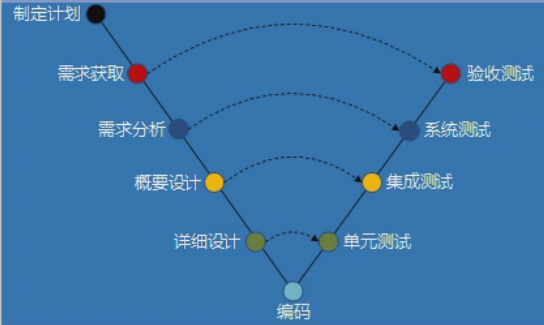 制定计划
需求获取
验收测试
需求分析
系统测试
概要设计
集成测试
详细设计
单元测试
编码